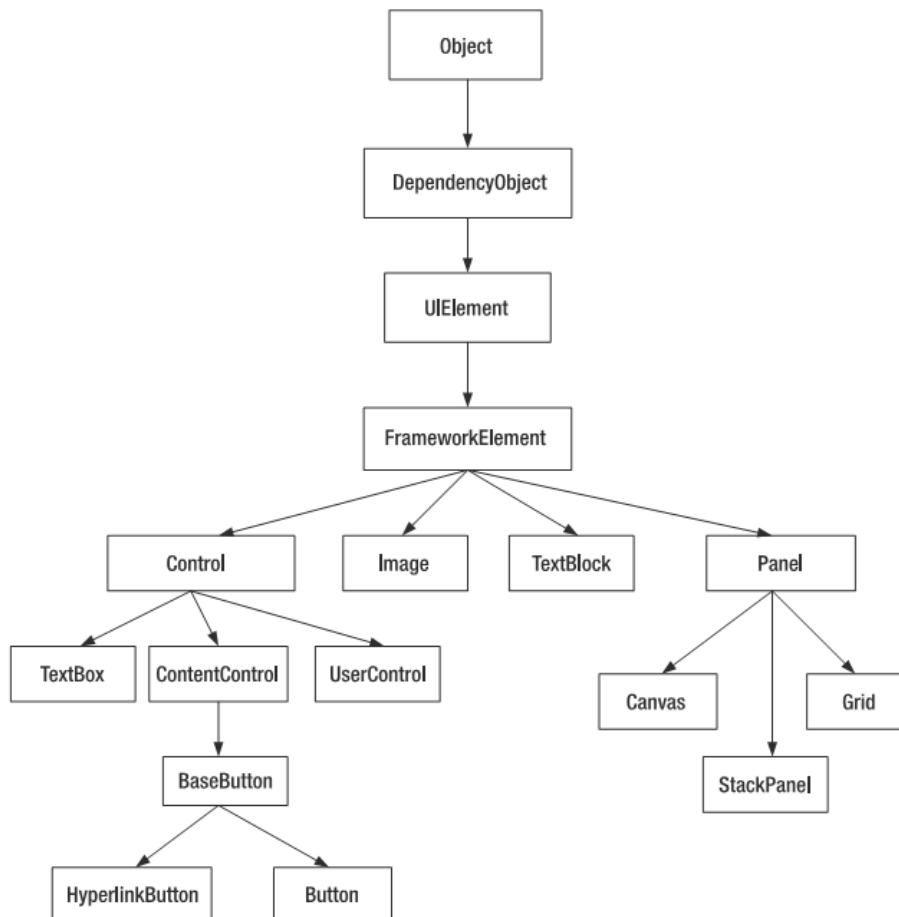 Object
DependencyObject
UIElement
FrameworkElement
Control
Image
TextBlock
Panel
TextBox
ContentControl
UserControl
Canvas
Grid
BaseButton
StackPanel
HyperlinkButton
Button